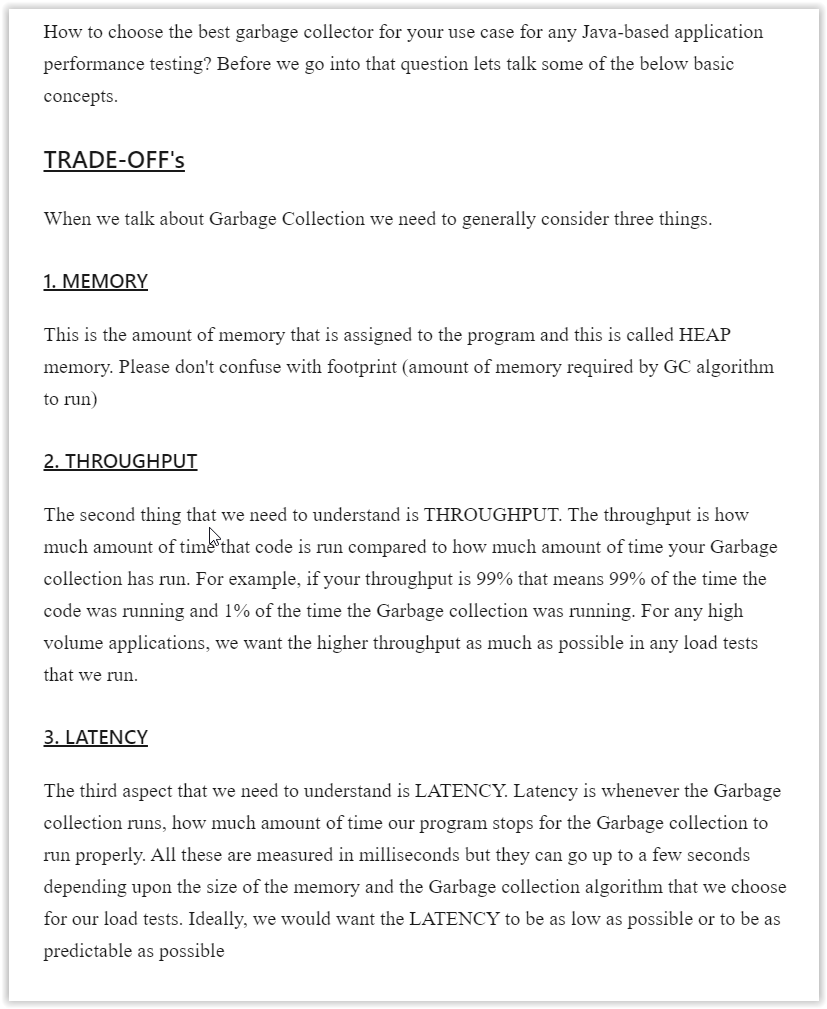 How to choose the best garbage collector for your use case for any Java-based application
performance testing? Before we go into that question lets talk some of the below basic
concepts.
TRADE-OFF's
When we talk about Garbage Collection we need to generally consider three things.
1. MEMORY
This is the amount of memory that is assigned to the program and this is called HEAP
memory. Please don't confuse with footprint (amount of memory required by GC algorithm
to run)
2. THROUGHPUT
The second thing that we need to understand is THROUGHPUT. The throughput is how
much amount of time that code is run compared to how much amount of time your Garbage
collection has run. For example, if your throughput is 99% that means 99% of the time the
code was running and 1% of the time the Garbage collection was running. For any high
volume applications, we want the higher throughput as much as possible in any load tests
that we run.
3. LATENCY
The third aspect that we need to understand is LATENCY. Latency is whenever the Garbage
collection runs, how much amount of time our program stops for the Garbage collection to
run properly. All these are measured in milliseconds but they can go up to a few seconds
depending upon the size of the memory and the Garbage collection algorithm that we choose
for our load tests. Ideally, we would want the LATENCY to be as low as possible or to be as
predictable as possible